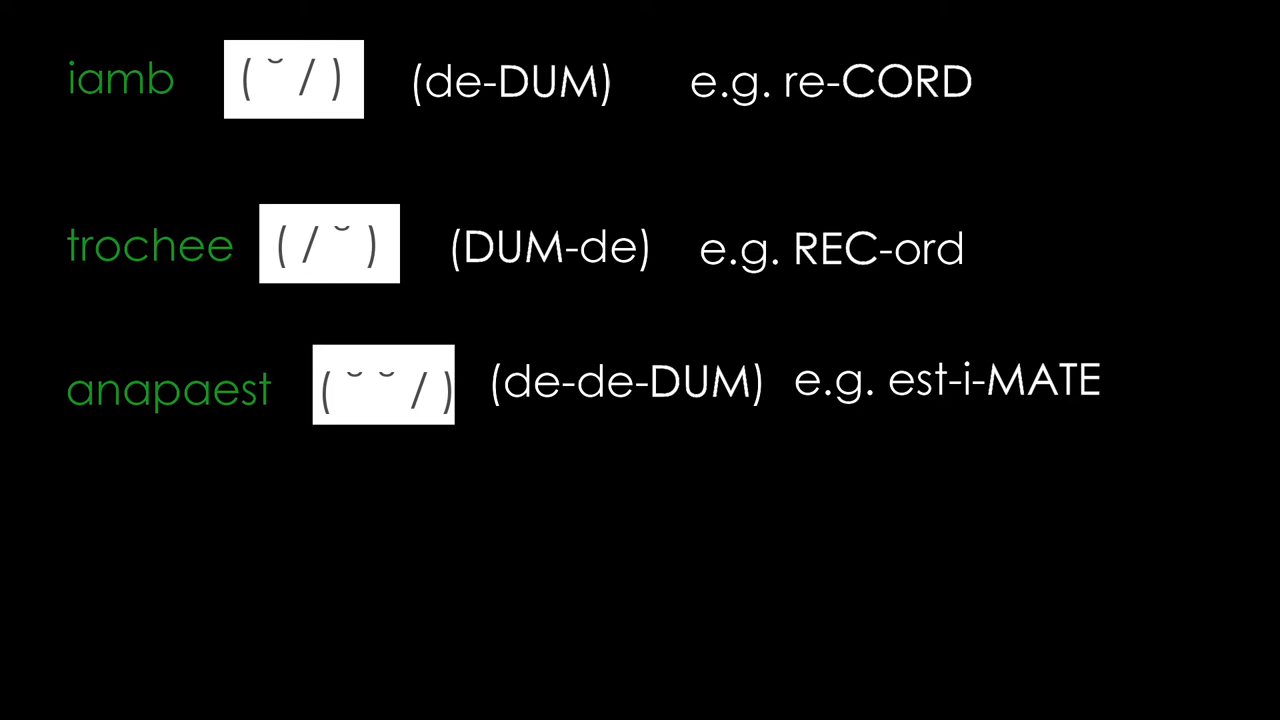 iamb ( ˘ / ) (de-DUM) e.g. re-CORD
trochee ( / ˘ ) (DUM-de) e.g. REC-ord
anapaest ( ˘ ˘ / ) (de-de-DUM) e.g. est-i-MATE